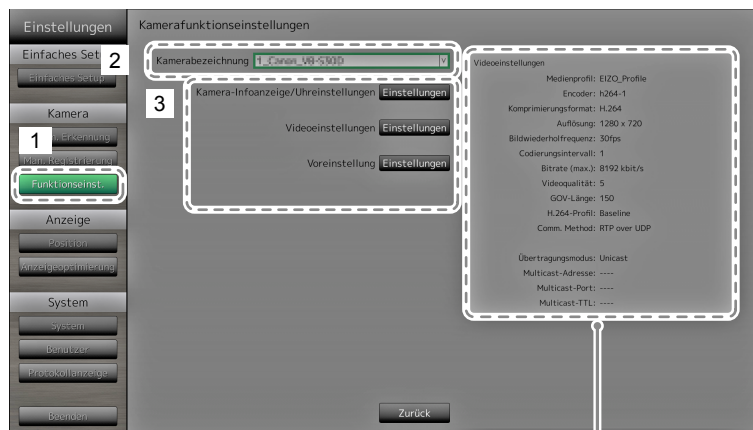 Einstellungen
Kamerafunktionseinstellungen
Einfaches Set
2
Einfaches Setup
Kamerabezeichnung 1_Canon_VB-S30D
3
Kamera-Infoanzeige/Uhreinstellungen Einstellungen
Videoeinstellungen Einstellungen
Voreinstellung Einstellungen
Kamera
1
Erkennung
Man. Registrierung
Funktionseinst.
Anzeige
Position
Anzeigeoptimierung
System
System
Benutzer
Protokollanzeige
Beenden
Videoeinstellungen
Medienprofil: EIZO_Profile
Encoder: h264-1
Komprimierungsformat: H.264
Auflösung: 1280 x 720
Bildwiederholfrequenz: 30fps
Codierungsintervall: 1
Bitrate (max.): 8192 kbit/s
Videoqualität: 5
GOV-Länge: 150
H.264-Profil: Baseline
Comm. Method: RTP over UDP
Übertragungsmodus: Unicast
Multicast-Adresse: ----
Multicast-Port: ----
Multicast-TTL: ----
Zurück